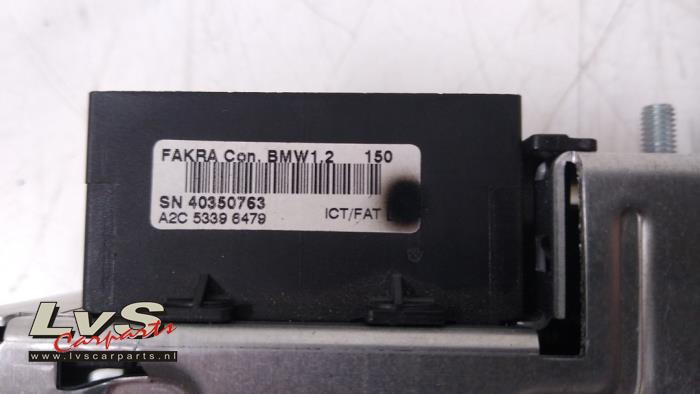 FAKRA Con. BMW1,2 150
SN 40350763
A2C 5339 6479 ICT/FAT
LvS
Carparts
www.lvscarparts.nl